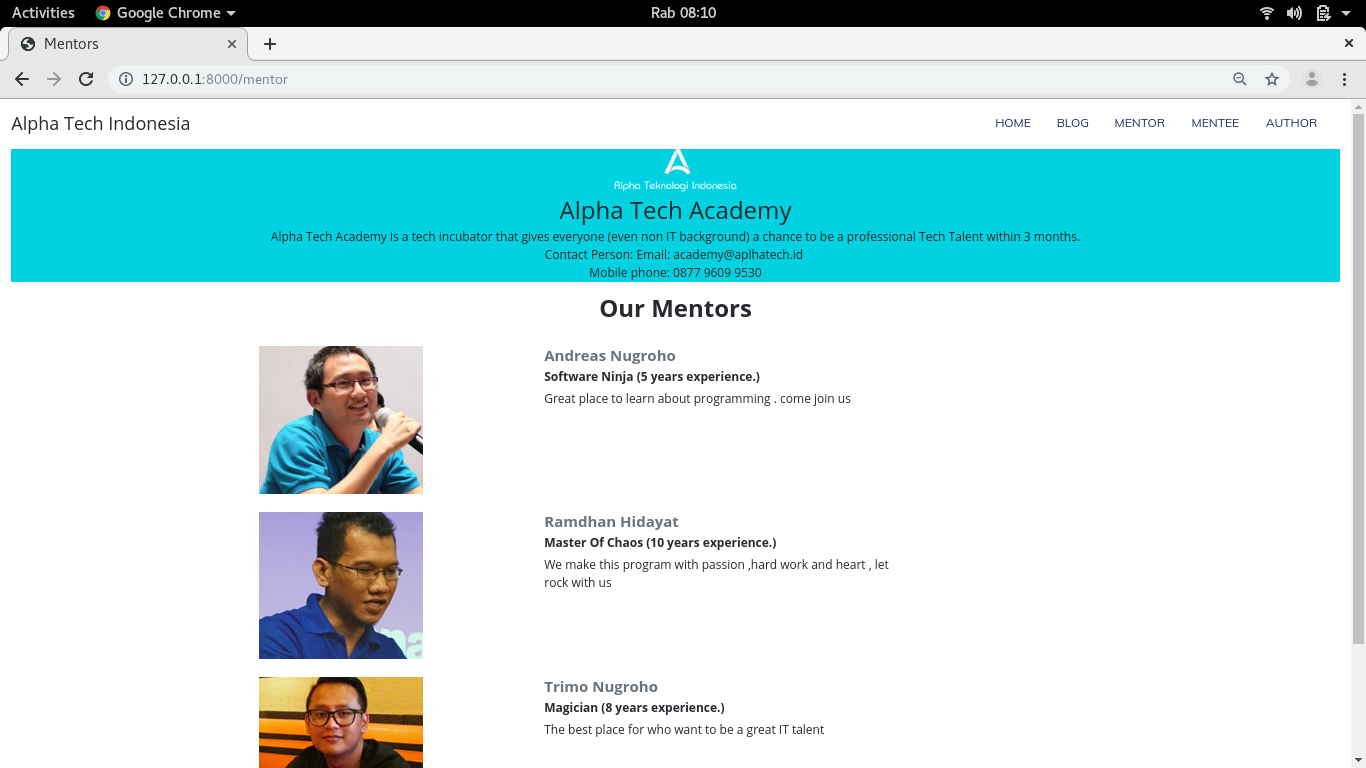 Activities Google Chrome Rab 08:10
Mentors
127.0.0.1:8000/mentor
Alpha Tech Indonesia HOME BLOG MENTOR MENTEE AUTHOR
Alpha Teknologi Indonesia
Alpha Tech Academy
Alpha Tech Academy is a tech incubator that gives everyone (even non IT background) a chance to be a professional Tech Talent within 3 months.
Contact Person: Email: academy@aplhatech.id
Mobile phone: 0877 9609 9530
Our Mentors
Andreas Nugroho
Software Ninja (5 years experience.)
Great place to learn about programming . come join us
Ramdhan Hidayat
Master Of Chaos (10 years experience.)
We make this program with passion ,hard work and heart , let
rock with us
Trimo Nugroho
Magician (8 years experience.)
The best place for who want to be a great IT talent